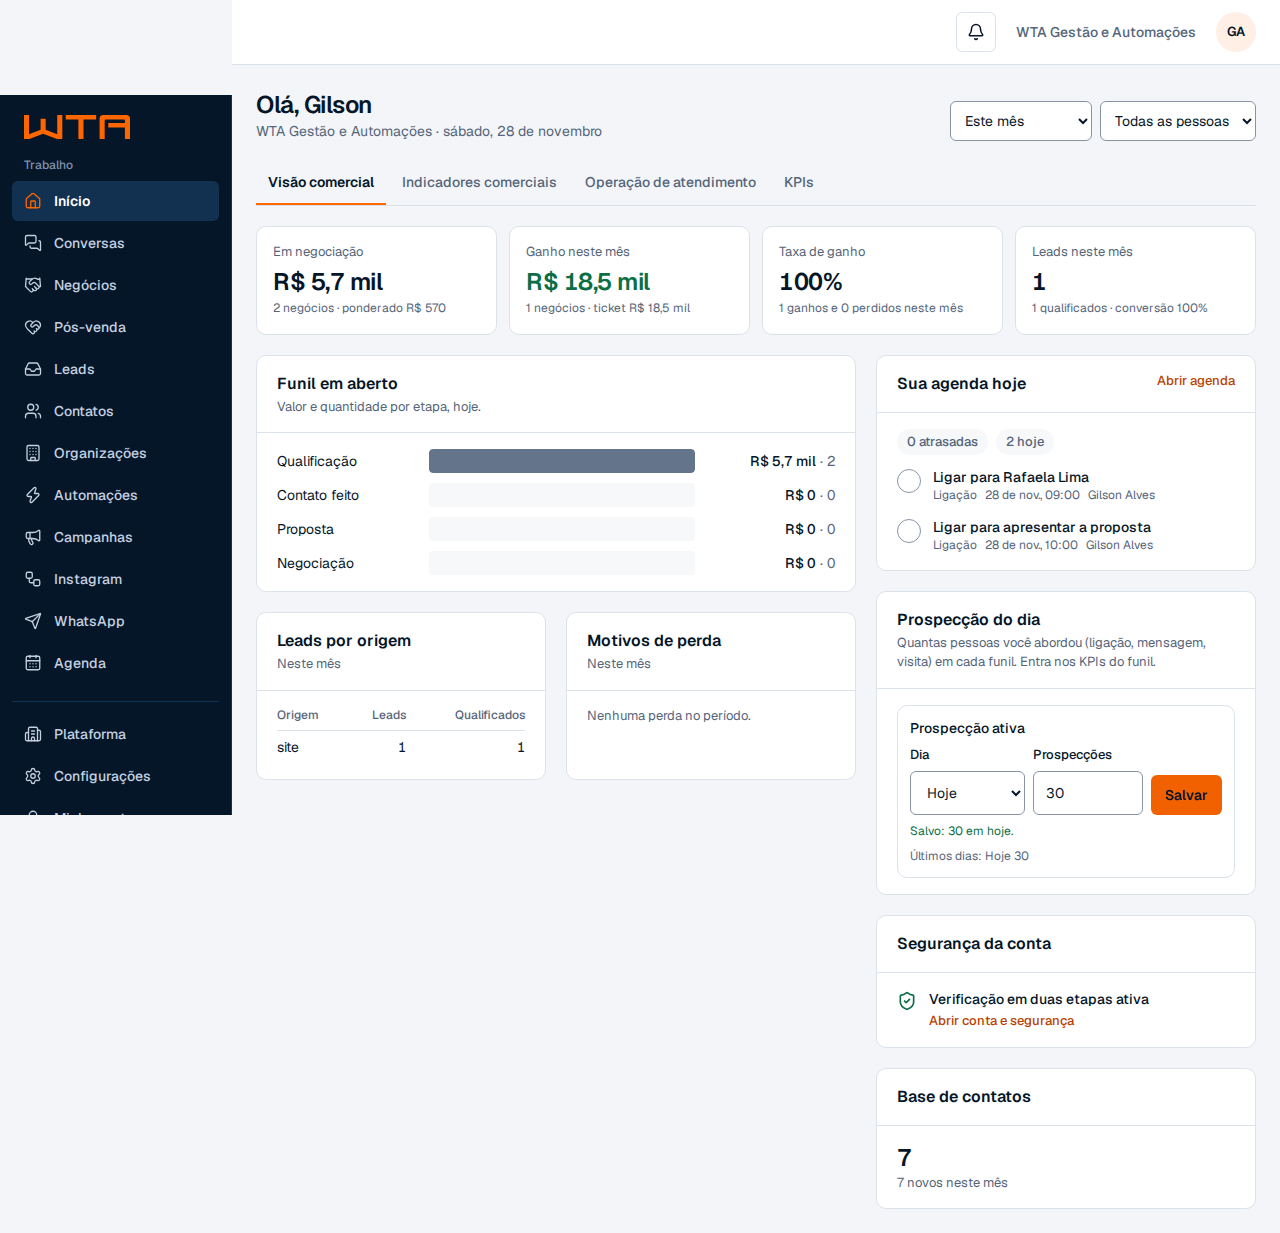 WTA Gestão e Automações
GA
WTA
Trabalho
Início
Conversas
Negócios
Pós-venda
Leads
Contatos
Organizações
Automações
Campanhas
Instagram
WhatsApp
Agenda
Plataforma
Configurações
Olá, Gilson
WTA Gestão e Automações · sábado, 28 de novembro
Este mês
Todas as pessoas
Visão comercial
Indicadores comerciais
Operação de atendimento
KPIs
Em negociação
R$ 5,7 mil
2 negócios · ponderado R$ 570
Ganho neste mês
R$ 18,5 mil
1 negócios · ticket R$ 18,5 mil
Taxa de ganho
100%
1 ganhos e 0 perdidos neste mês
Leads neste mês
1
1 qualificados · conversão 100%
Funil em aberto
Valor e quantidade por etapa, hoje.
Qualificação R$ 5,7 mil · 2
Contato feito R$ 0 · 0
Proposta R$ 0 · 0
Negociação R$ 0 · 0
Leads por origem
Neste mês
Origem Leads Qualificados
site 1 1
Motivos de perda
Neste mês
Nenhuma perda no período.
Sua agenda hoje
Abrir agenda
0 atrasadas
2 hoje
Ligar para Rafaela Lima
Ligação 28 de nov., 09:00 Gilson Alves
Ligar para apresentar a proposta
Ligação 28 de nov., 10:00 Gilson Alves
Prospecção do dia
Quantas pessoas você abordou (ligação, mensagem,
visita) em cada funil. Entra nos KPIs do funil.
Prospecção ativa
Dia Prospecções
Hoje 30 Salvar
Salvo: 30 em hoje.
Últimos dias: Hoje 30
Segurança da conta
Verificação em duas etapas ativa
Abrir conta e segurança
Base de contatos
7
7 novos neste mês